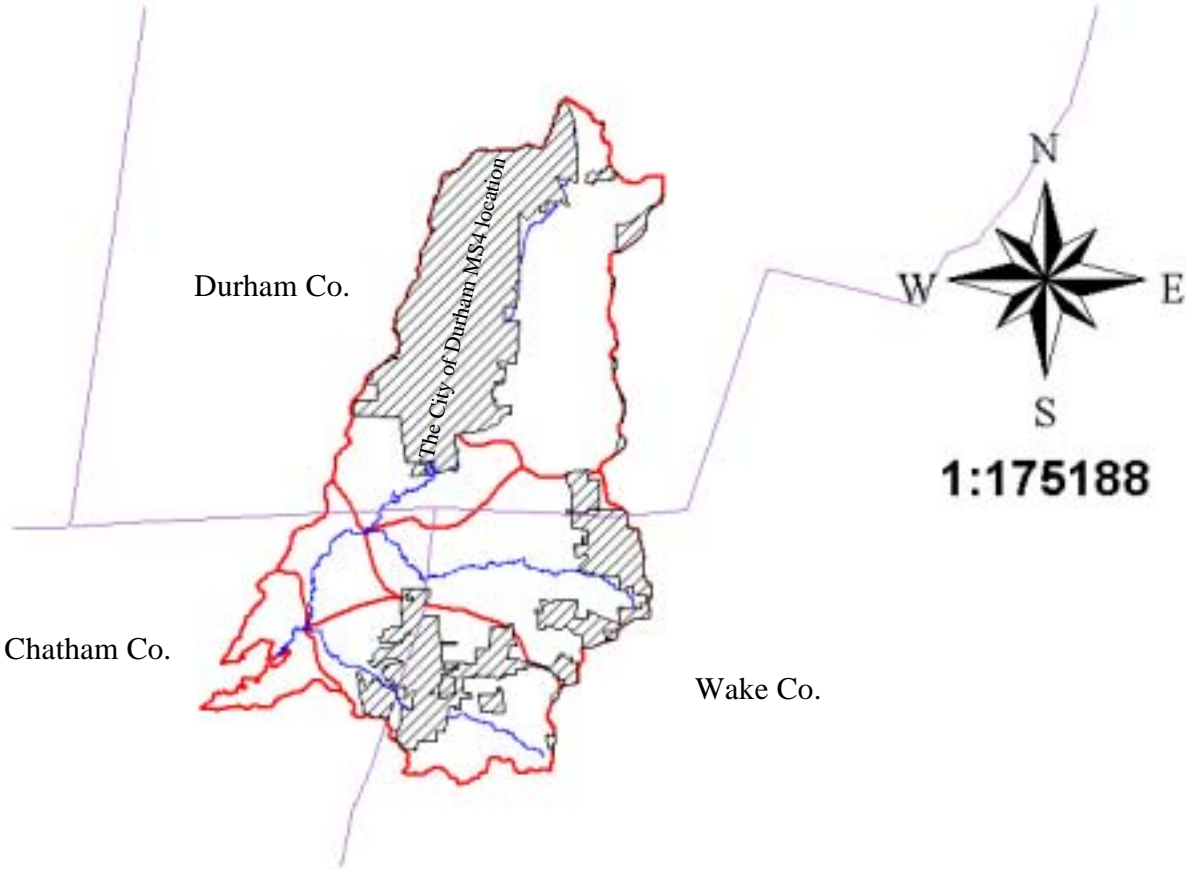 N
The City of Durham MS4 location
Durham Co.
W
E
S
1:175188
Chatham Co.
Wake Co.